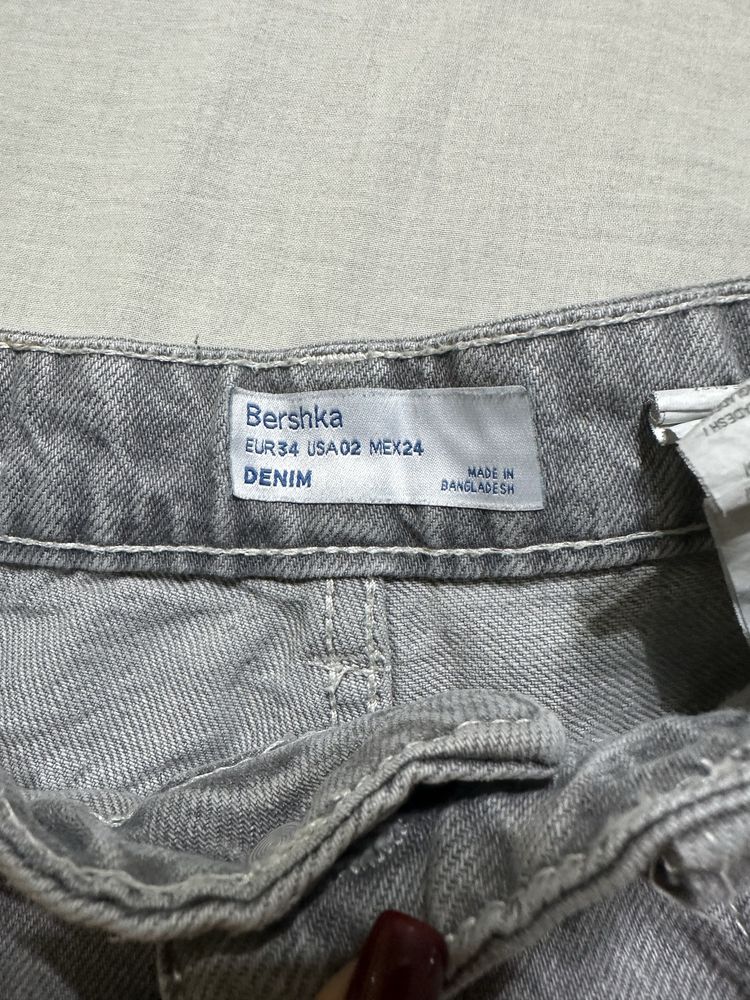 Bershka
EUR34 USA02 MEX24
DENIM
MADE IN
BANGLADESH